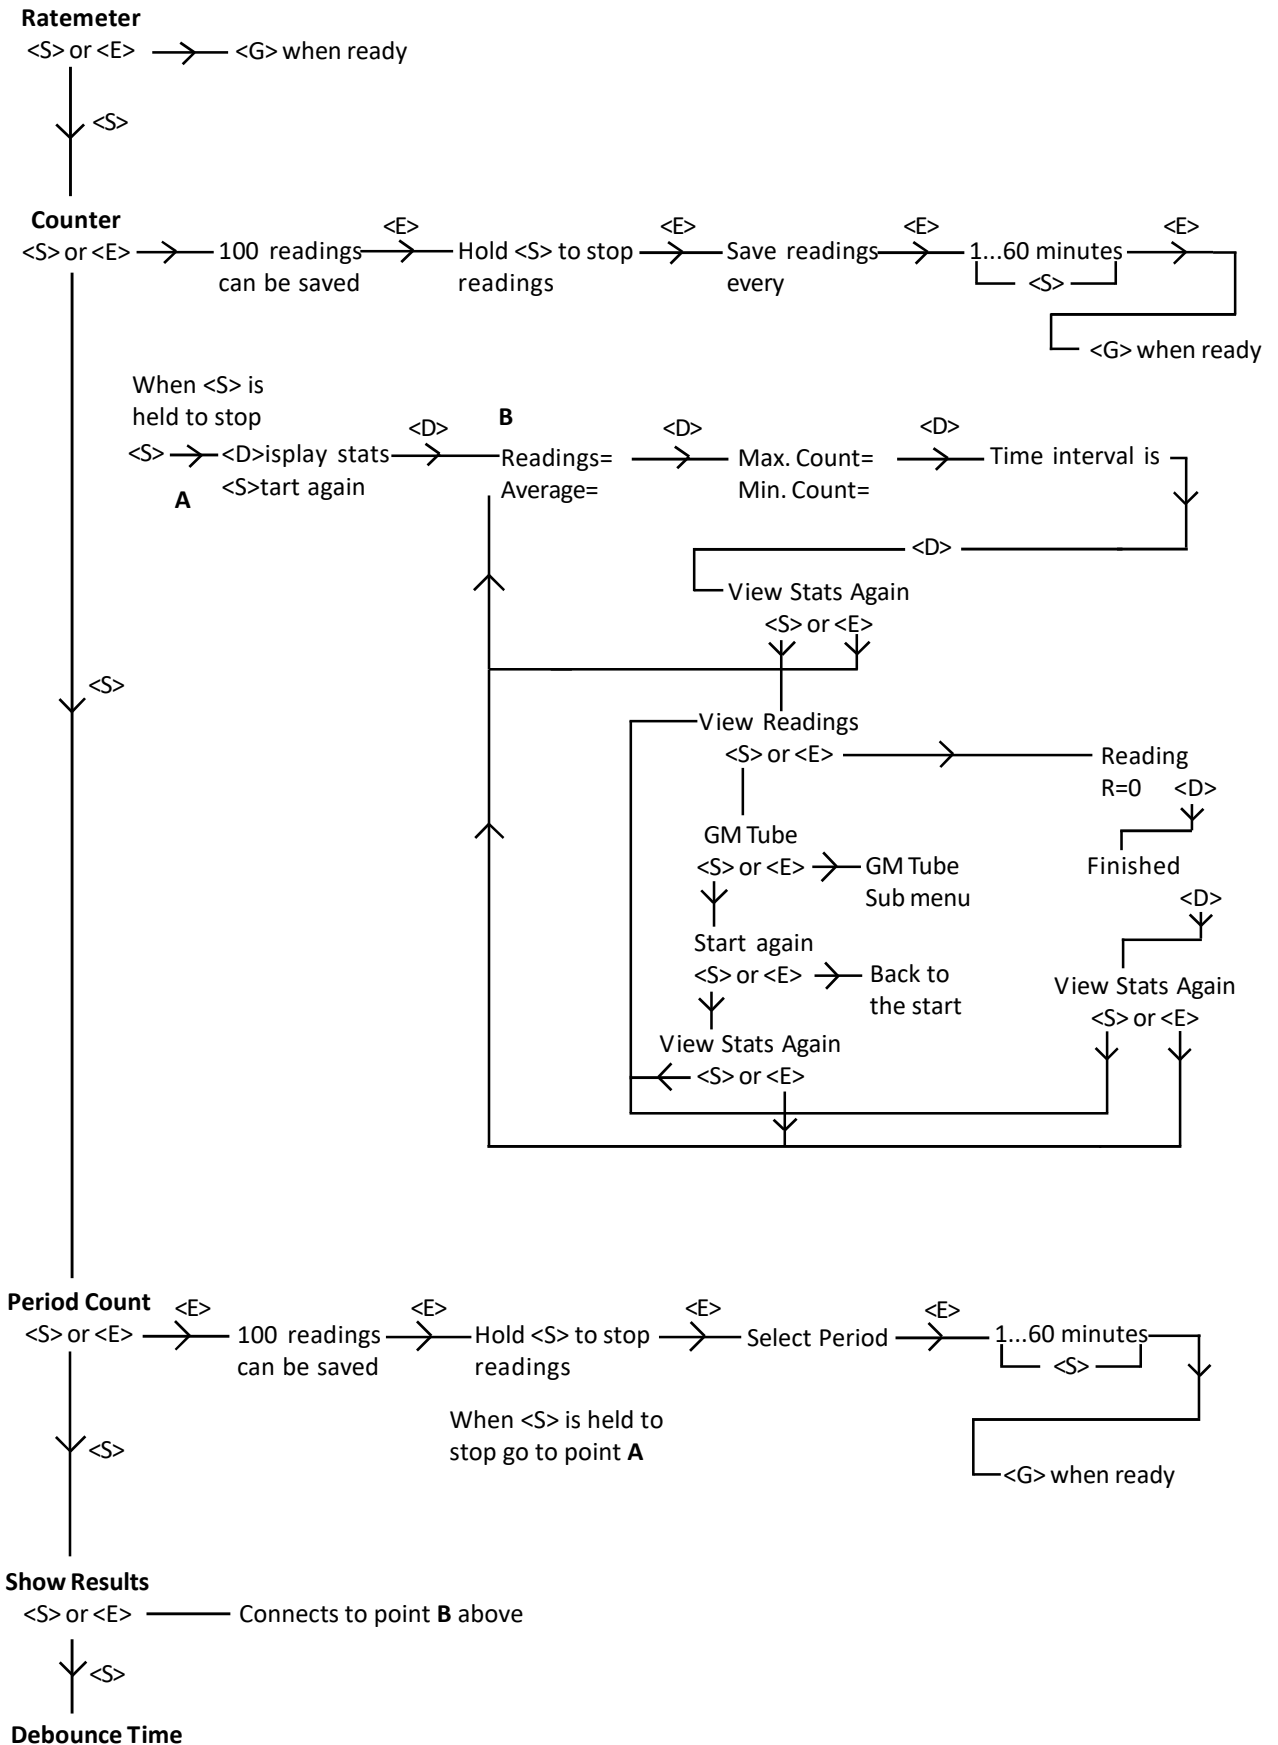 Ratemeter
<S> or <E> <G> when ready
<S>
Counter
<E> <E> <E> <E>
<S> or <E> 100 readings Hold <S> to stop Save readings 1...60 minutes
can be saved readings every <S>
<G> when ready
When <S> is
held to stop
<D> B <D> <D>
<S> <D>isplay stats Readings= Max. Count= Time interval is
A <S>tart again Average= Min. Count=
<D>
View Stats Again
<S> or <E>
<S>
View Readings
<S> or <E> Reading
R=0 <D>
GM Tube
<S> or <E> GM Tube Finished
Sub menu <D>
Start again
<S> or <E> Back to View Stats Again
the start <S> or <E>
View Stats Again
<S> or <E>
Period Count <E> <E> <E> <E>
<S> or <E> 100 readings Hold <S> to stop Select Period 1...60 minutes
can be saved readings <S>
When <S> is held to
stop go to point A
<S>
<G> when ready
Show Results
<S> or <E> Connects to point B above
<S>
Debounce Time